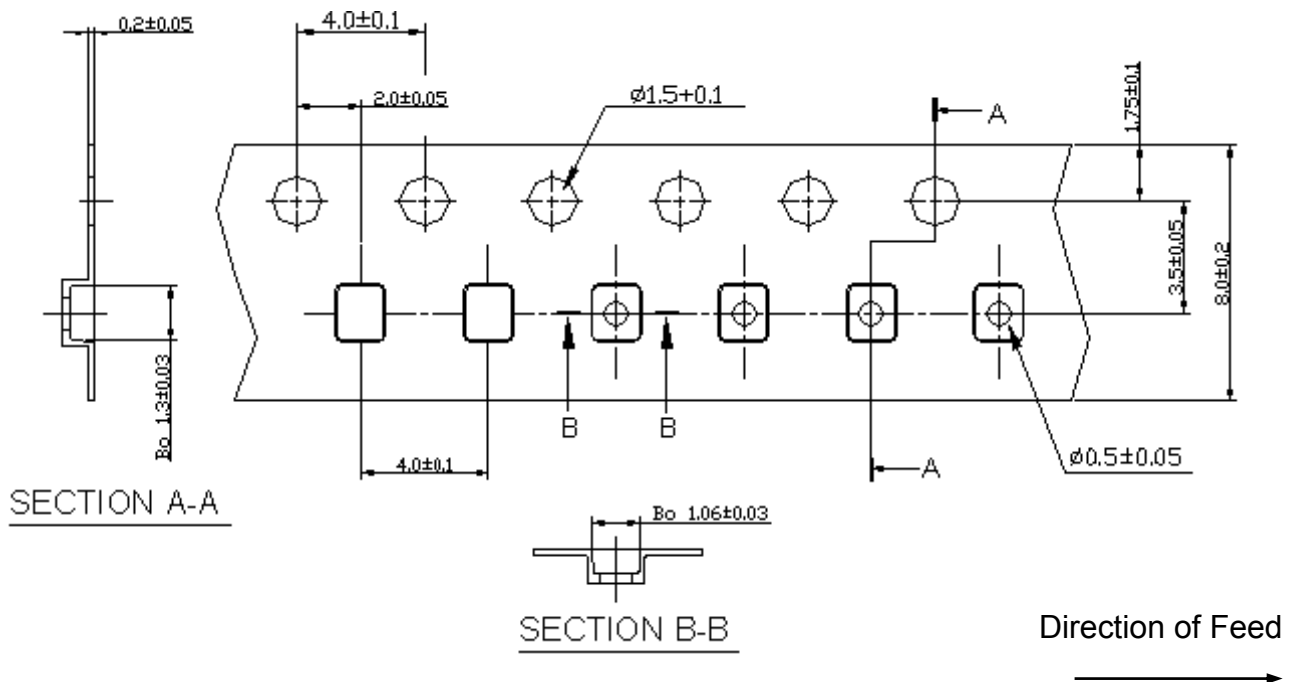 0.2±0.05
4.0±0.1
2.0±0.05
ø1.5+0.1
A
1.75±0.1
3.5±0.05
8.0±0.2
Bo 1.3±0.03
B
B
4.0±0.1
A
ø0.5±0.05
SECTION A-A
Bo 1.06±0.03
SECTION B-B
Direction of Feed